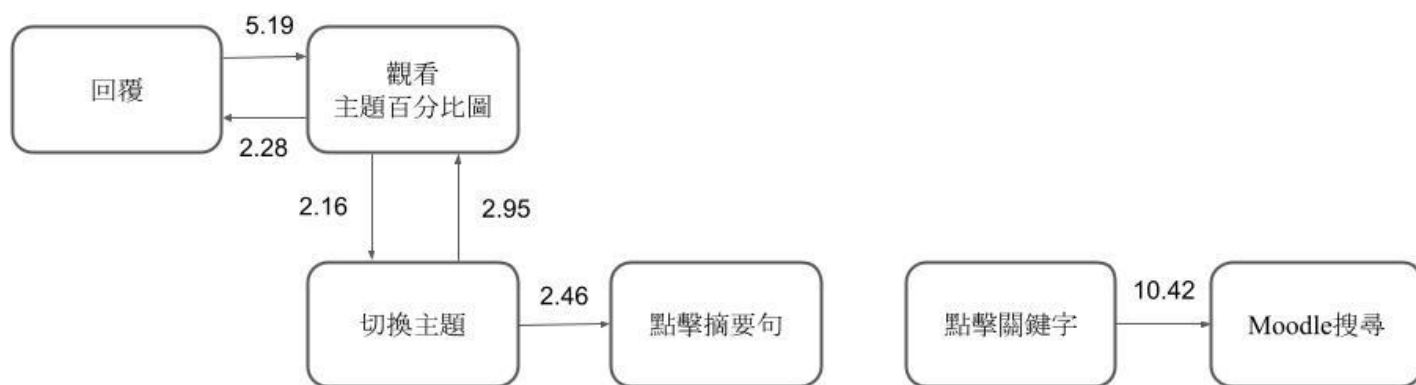 5.19
回覆
觀看
主題百分比圖
2.28
2.16
2.95
切換主題
2.46
點擊摘要句
點擊關鍵字
10.42
Moodle搜尋